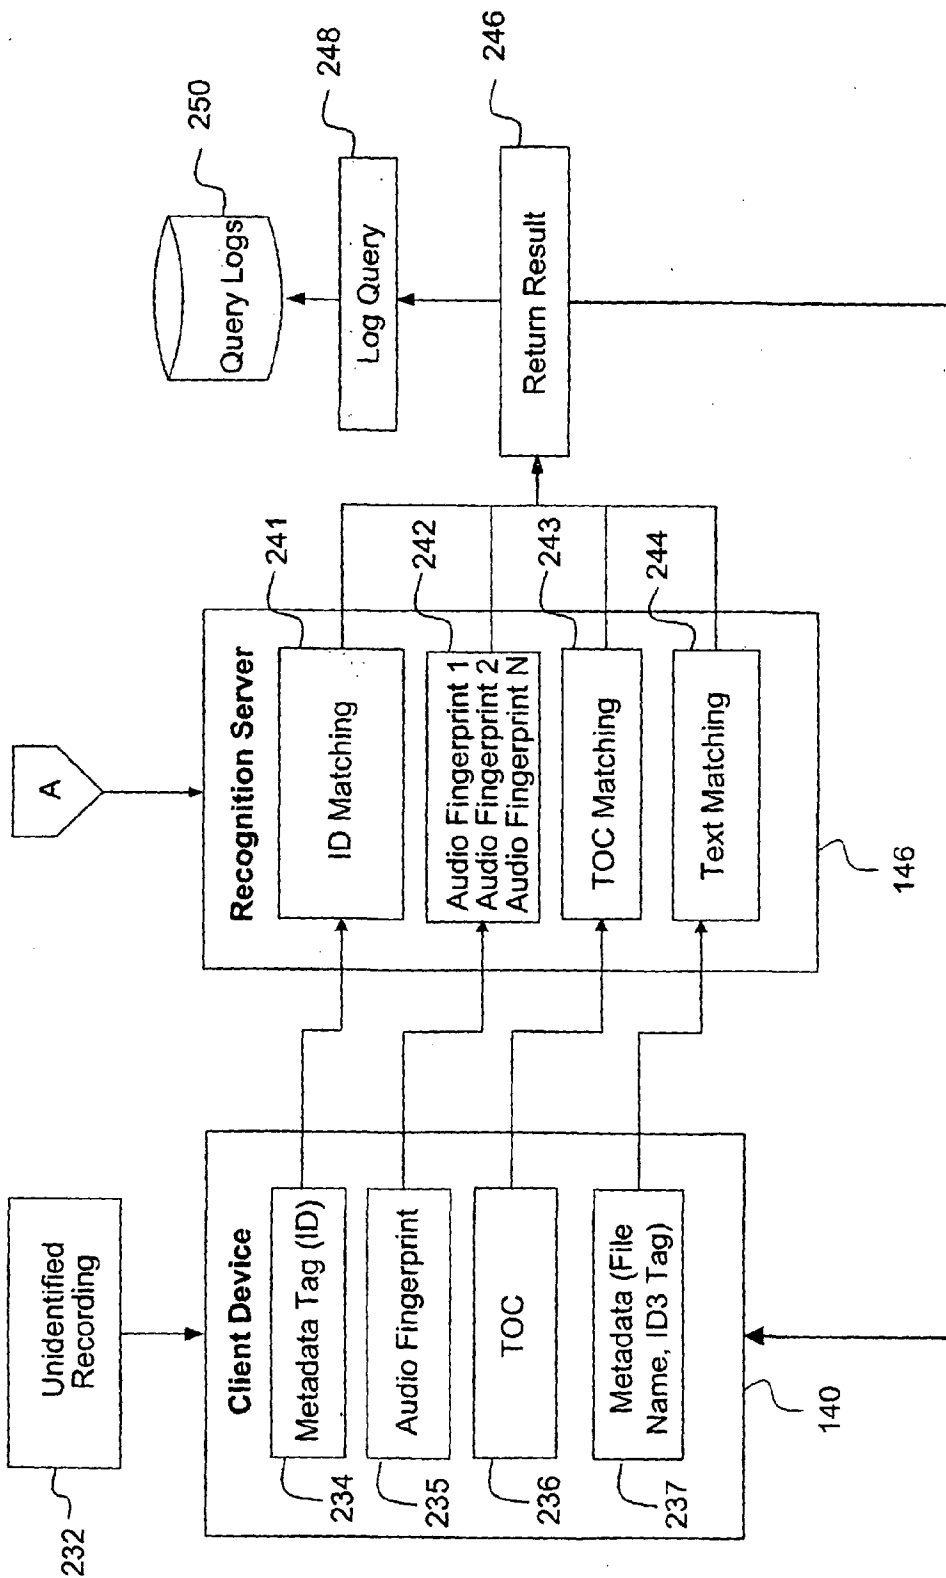 232
Unidentified
Recording
Client Device
234
Metadata Tag (ID)
235
Audio Fingerprint
236
TOC
237
Metadata (File
Name, ID3 Tag)
140
A
Recognition Server
241
ID Matching
242
Audio Fingerprint 1
Audio Fingerprint 2
Audio Fingerprint N
243
TOC Matching
244
Text Matching
146
250
Query Logs
248
Log Query
246
Return Result